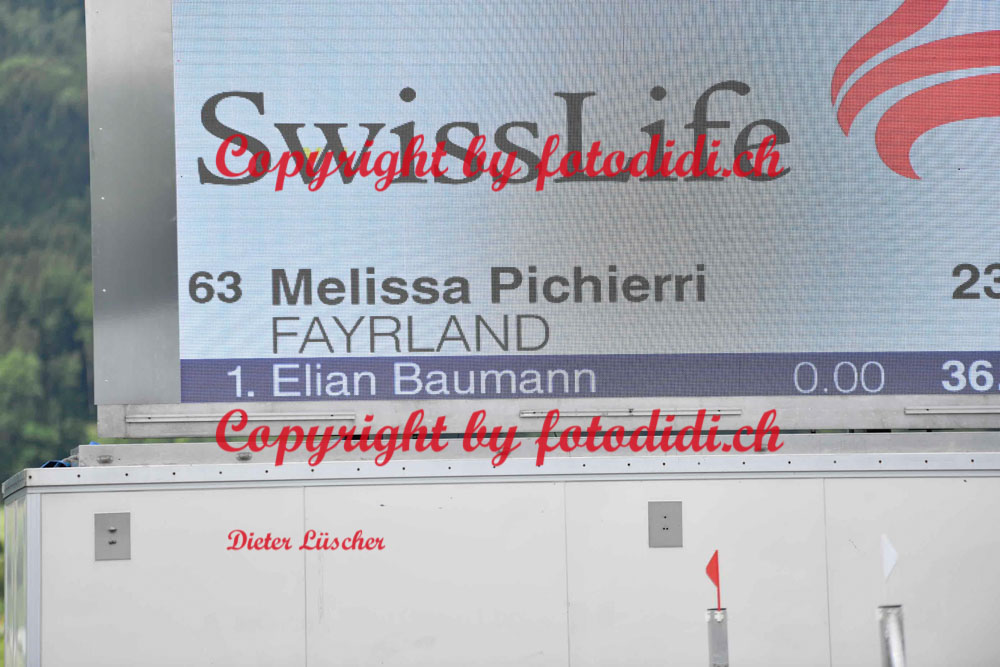 SwissLife
Copyright by fotodidi.ch
63 Melissa Pichierri 23
FAYRLAND
1. Elian Baumann 0.00 36.
Copyright by fotodidi.ch
Dieter Lüscher